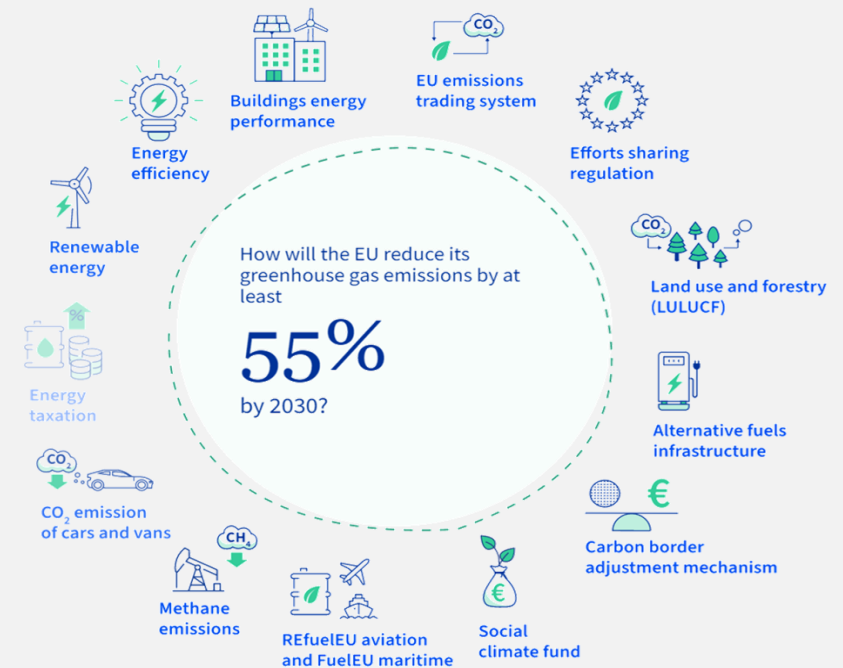 CO2
EU emissions
trading system
Buildings energy
performance
Energy
efficiency
Efforts sharing
regulation
Renewable
energy
CO2
Land use and forestry
(LULUCF)
How will the EU reduce its
greenhouse gas emissions by at
least
55%
by 2030?
%
Energy
taxation
Alternative fuels
infrastructure
CO2
CO2 emission
of cars and vans
€
Carbon border
adjustment mechanism
CH4
Methane
emissions
REfuelEU aviation
and FuelEU maritime
€
Social
climate fund